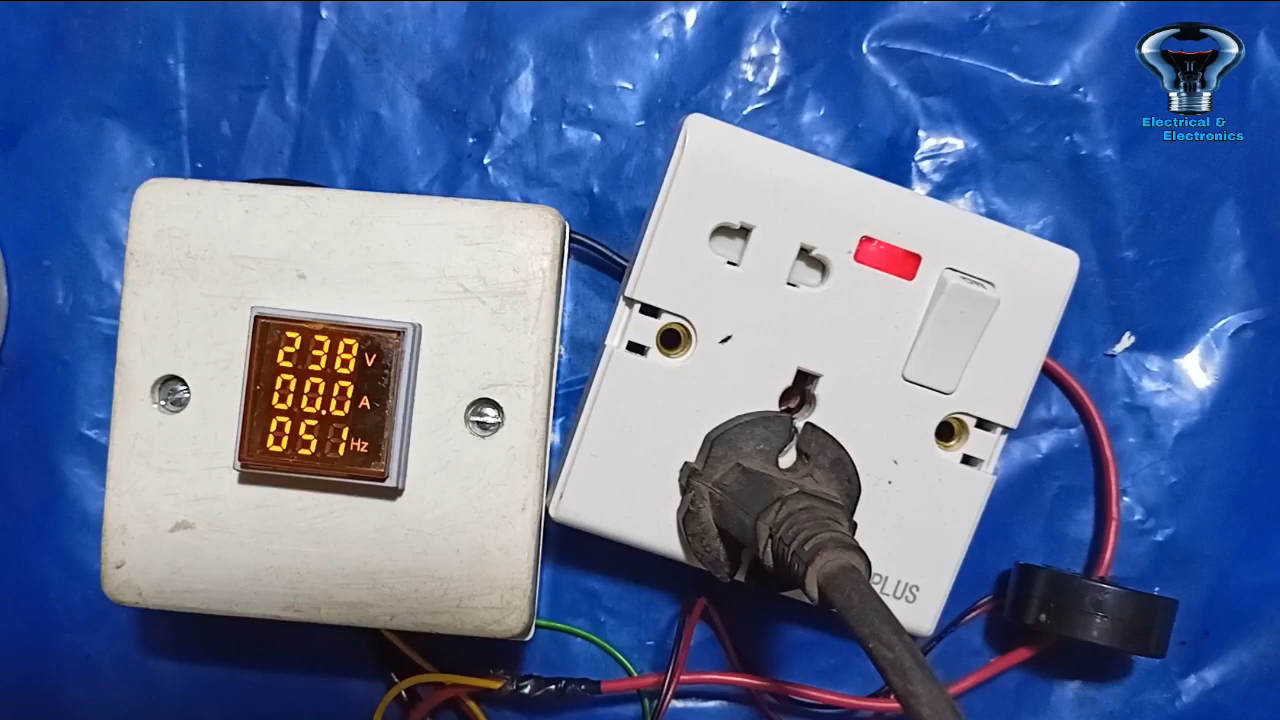 Electrical &
Electronics
238 V
00.0 A
051 Hz
PLUS